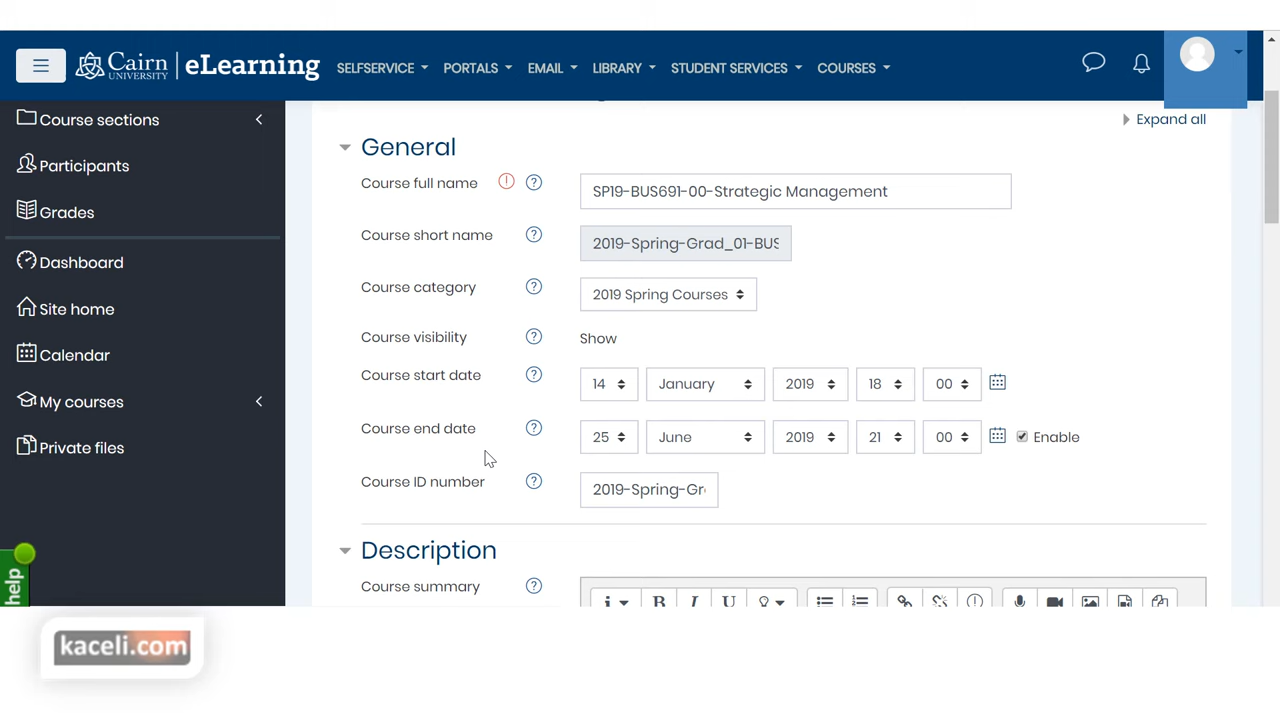 Cairn UNIVERSITY | eLearning SELFSERVICE PORTALS EMAIL LIBRARY STUDENT SERVICES COURSES
Course sections
Participants
Grades
Dashboard
Site home
Calendar
My courses
Private files
help
Expand all
General
Course full name SP19-BUS691-00-Strategic Management
Course short name 2019-Spring-Grad_01-BUS
Course category 2019 Spring Courses
Course visibility Show
Course start date 14 January 2019 18 00
Course end date 25 June 2019 21 00 Enable
Course ID number 2019-Spring-Gr
Description
Course summary i B I U
kaceli.com